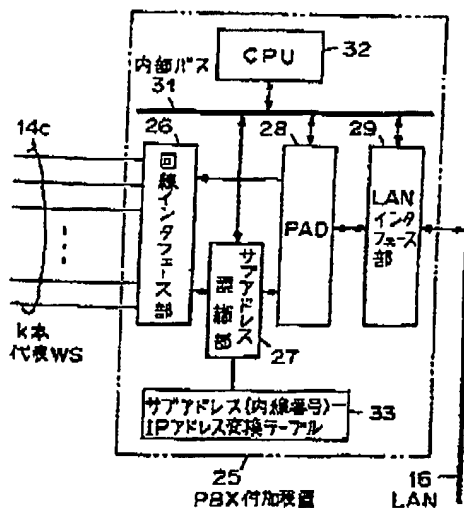 CPU
32
内部バス
31
14c
26
28
29
回線インタフェース部
PAD
LAN
インタ
フェース
部
サブアドレス
認識部
27
k本
代表WS
サブアドレス(内線番号)—
IPアドレス変換テーブル
33
25
PBX付加装置
16
LAN